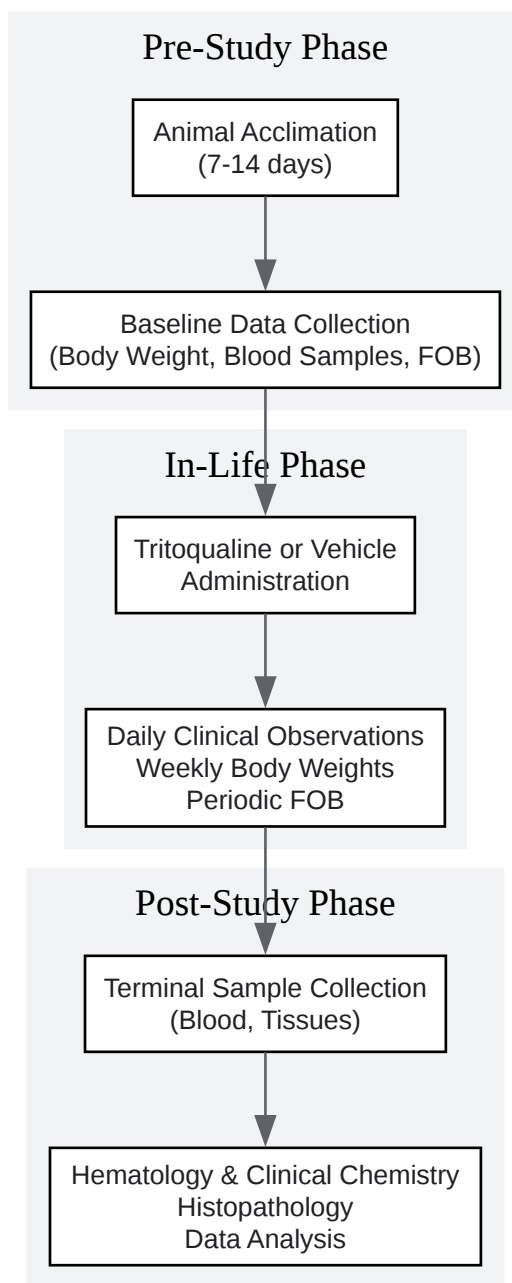 Pre-Study Phase
Animal Acclimation
(7-14 days)
Baseline Data Collection
(Body Weight, Blood Samples, FOB)
In-Life Phase
Tritoqualine or Vehicle
Administration
Daily Clinical Observations
Weekly Body Weights
Periodic FOB
Post-Study Phase
Terminal Sample Collection
(Blood, Tissues)
Hematology & Clinical Chemistry
Histopathology
Data Analysis